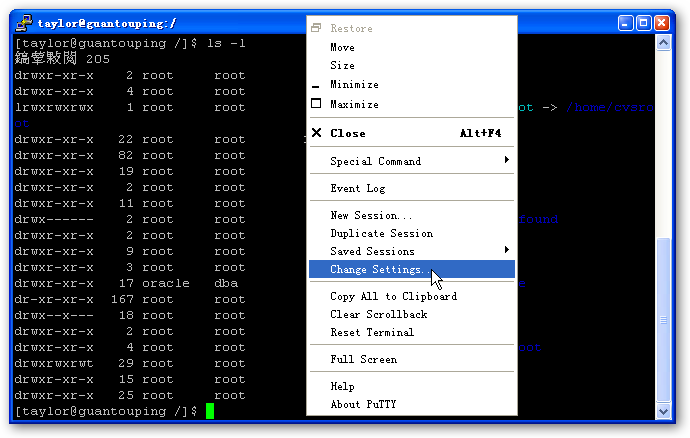 taylor@guantouping:/
[taylor@guantouping /]$ ls -l
205
drwxr-xr-x 2 root root
drwxr-xr-x 4 root root
lrwxrwxrwx 1 root root ot -> /home/cvsro
ot
drwxr-xr-x 22 root root
drwxr-xr-x 82 root root
drwxr-xr-x 19 root root
drwxr-xr-x 2 root root
drwxr-xr-x 11 root root
drwx------ 2 root root found
drwxr-xr-x 2 root root
drwxr-xr-x 9 root root
drwxr-xr-x 3 root root
drwxr-xr-x 17 oracle dba e
dr-xr-xr-x 167 root root
drwx--x--- 18 root root
drwxr-xr-x 2 root root
drwxr-xr-x 4 root root oot
drwxrwxrwt 29 root root
drwxr-xr-x 15 root root
drwxr-xr-x 25 root root
[taylor@guantouping /]$
Restore
Move
Size
Minimize
Maximize
Close Alt+F4
Special Command
Event Log
New Session...
Duplicate Session
Saved Sessions
Change Settings...
Copy All to Clipboard
Clear Scrollback
Reset Terminal
Full Screen
Help
About PuTTY